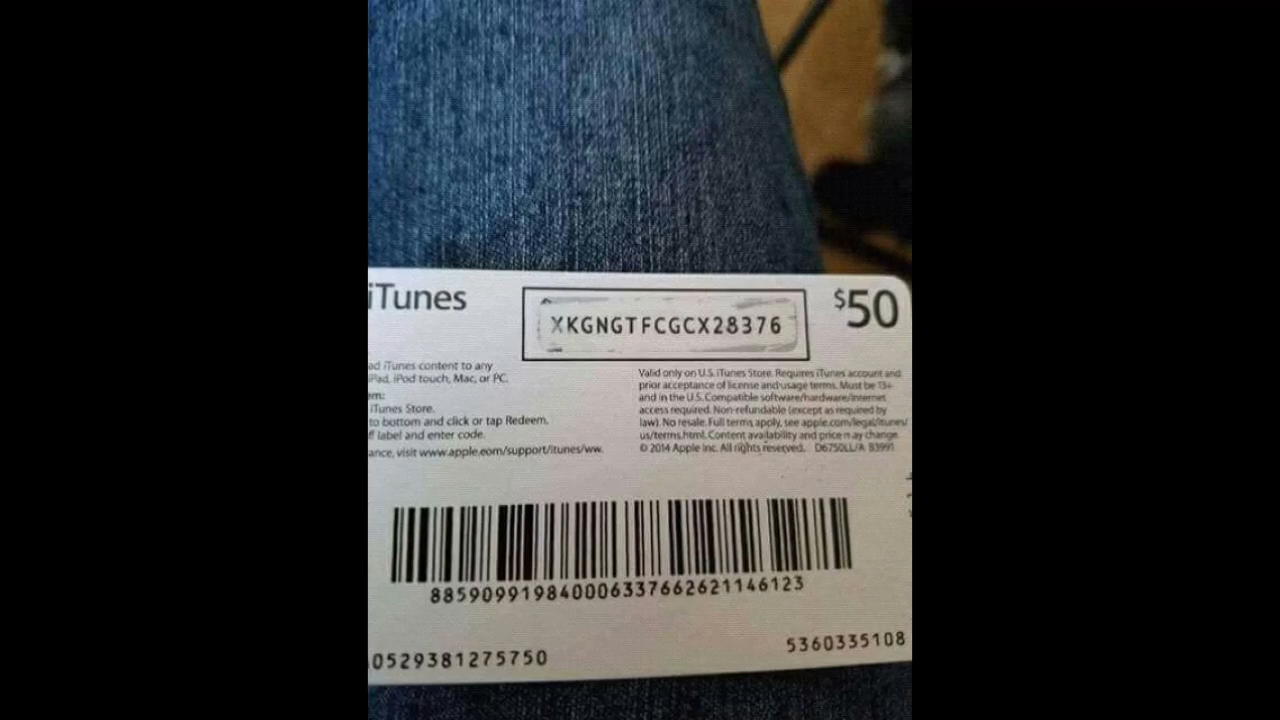 iTunes
XKGNGTFCGCX28376
$50
ad iTunes content to any
iPad, iPod touch, Mac, or PC.
em:
iTunes Store.
to bottom and click or tap Redeem.
ff label and enter code.
ance, visit www.apple.com/support/itunes/ww.
Valid only on U.S. iTunes Store. Requires iTunes account and
prior acceptance of license and usage terms. Must be 13+
and in the U.S. Compatible software/hardware/internet
access required. Non-refundable (except as required by
law). No resale. Full terms apply, see apple.com/legal/itunes/
us/terms.html. Content availability and price may change.
© 2014 Apple Inc. All rights reserved. D6750LL/A B3991
885909919840006337662621146123
0529381275750
5360335108